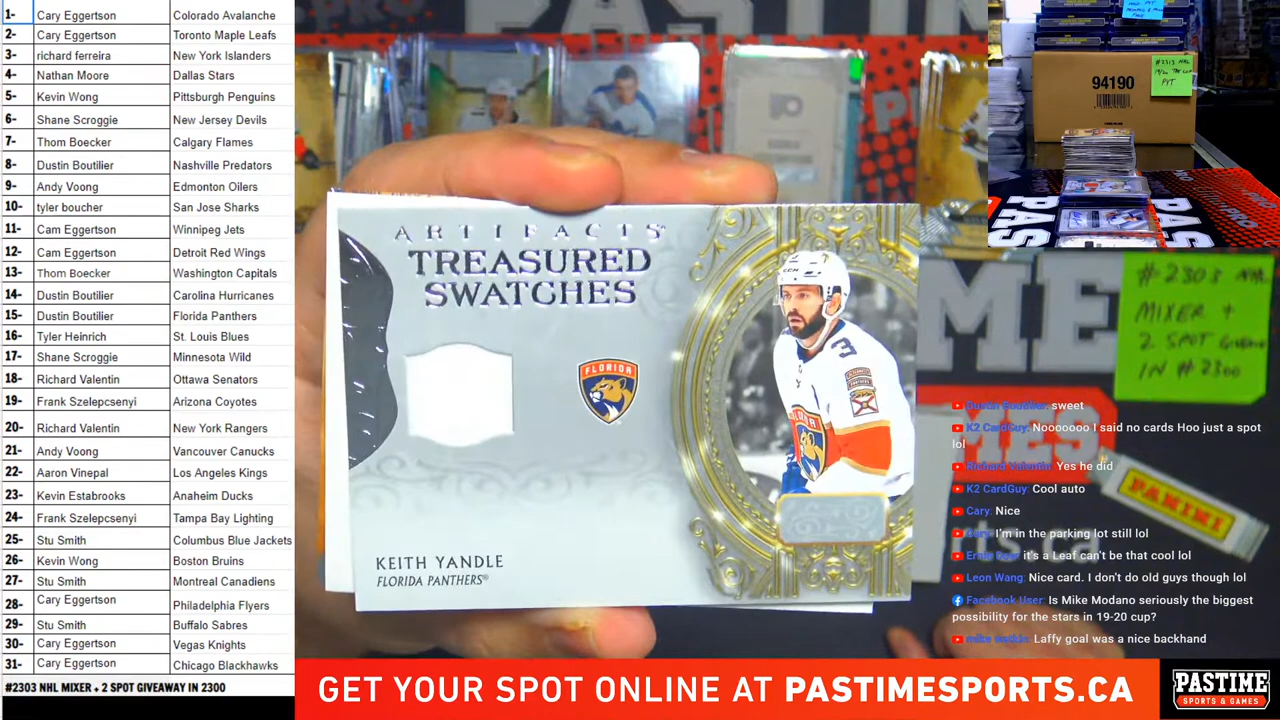 1- Cary Eggertson Colorado Avalanche
2- Cary Eggertson Toronto Maple Leafs
3- richard ferreira New York Islanders
4- Nathan Moore Dallas Stars
5- Kevin Wong Pittsburgh Penguins
6- Shane Scroggie New Jersey Devils
7- Thom Boecker Calgary Flames
8- Dustin Boutilier Nashville Predators
9- Andy Voong Edmonton Oilers
10- tyler boucher San Jose Sharks
11- Cam Eggertson Winnipeg Jets
12- Cam Eggertson Detroit Red Wings
13- Thom Boecker Washington Capitals
14- Dustin Boutilier Carolina Hurricanes
15- Dustin Boutilier Florida Panthers
16- Tyler Heinrich St. Louis Blues
17- Shane Scroggie Minnesota Wild
18- Richard Valentin Ottawa Senators
19- Frank Szelepcsenyi Arizona Coyotes
20- Richard Valentin New York Rangers
21- Andy Voong Vancouver Canucks
22- Aaron Vinepal Los Angeles Kings
23- Kevin Estabrooks Anaheim Ducks
24- Frank Szelepcsenyi Tampa Bay Lighting
25- Stu Smith Columbus Blue Jackets
26- Kevin Wong Boston Bruins
27- Stu Smith Montreal Canadiens
28- Cary Eggertson Philadelphia Flyers
29- Stu Smith Buffalo Sabres
30- Cary Eggertson Vegas Knights
31- Cary Eggertson Chicago Blackhawks
#2303 NHL MIXER + 2 SPOT GIVEAWAY IN 2300
ARTIFACTS
TREASURED
SWATCHES
FLORIDA
3
KEITH YANDLE
FLORIDA PANTHERS®
94190
#2303
MIXER +
2 SPOT
IN #2300
PANINI
sweet
K2 CardGuy: Nooooooo I said no cards Hoo just a spot
lol
Richard Valentin: Yes he did
K2 CardGuy: Cool auto
Cary: Nice
I'm in the parking lot still lol
it's a Leaf can't be that cool lol
Leon Wang: Nice card. I don't do old guys though lol
Facebook User: Is Mike Modano seriously the biggest
possibility for the stars in 19-20 cup?
Laffy goal was a nice backhand
GET YOUR SPOT ONLINE AT PASTIMESPORTS.CA
PASTIME
SPORTS & GAMES